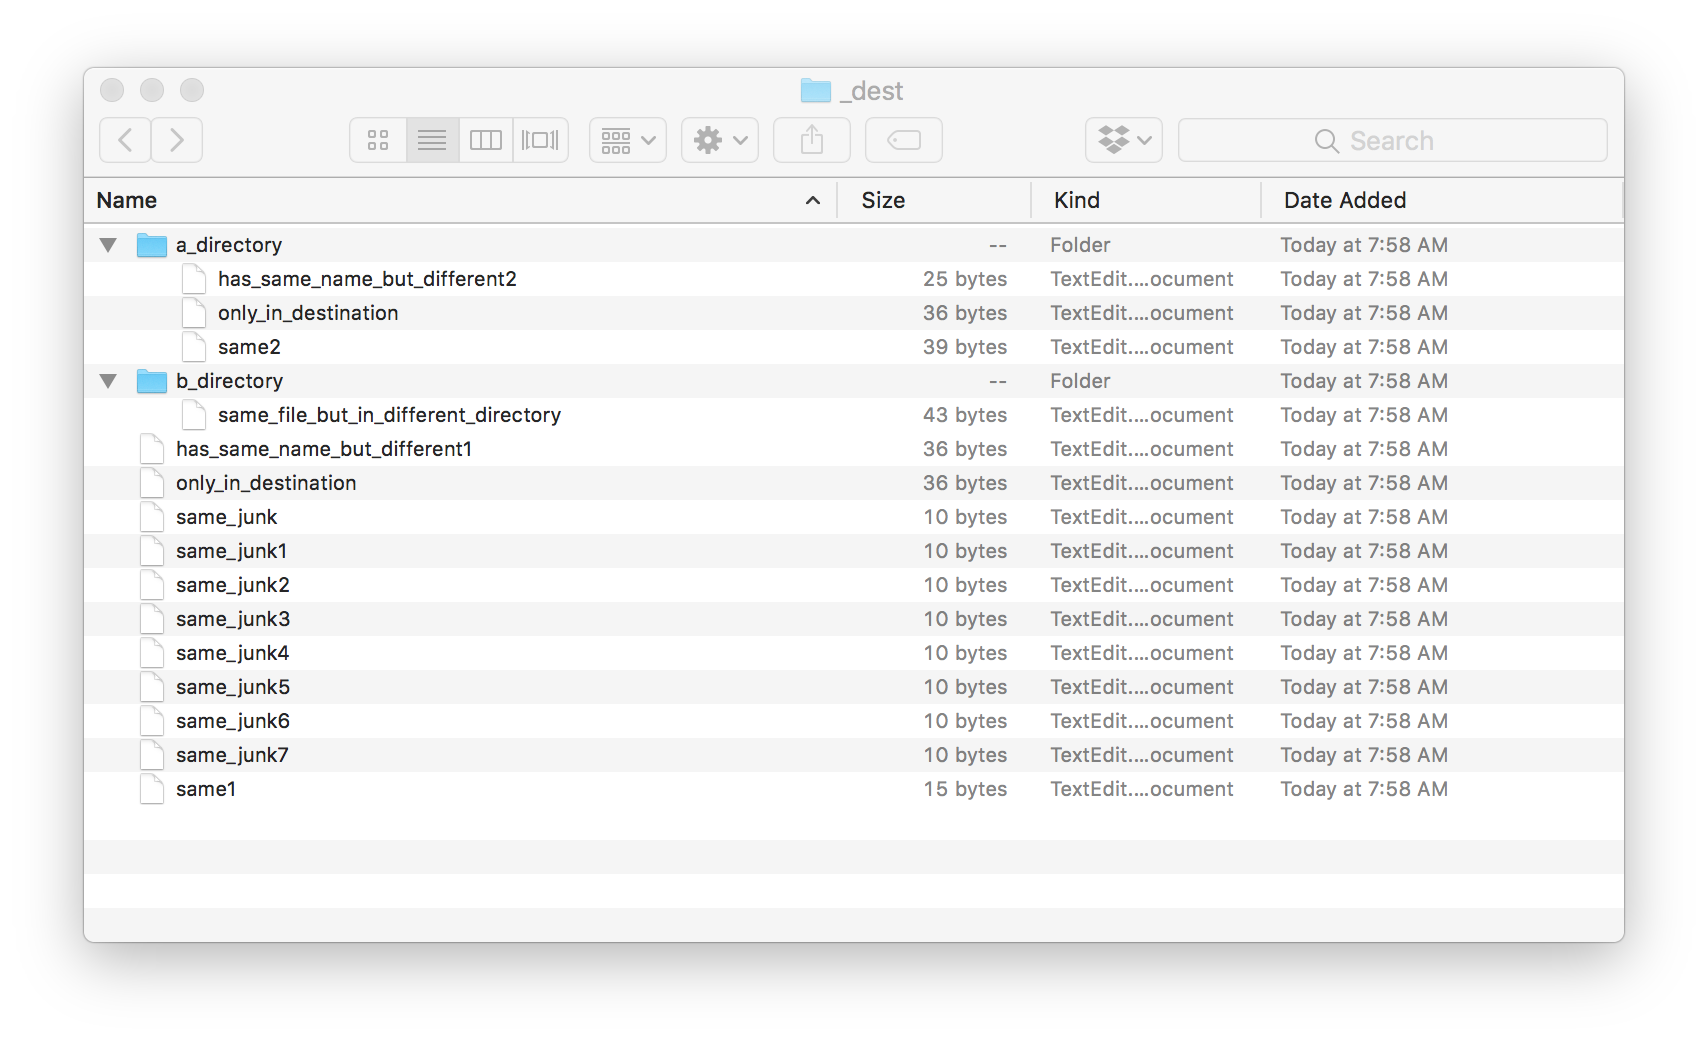 _dest
Search
Name Size Kind Date Added
a_directory -- Folder Today at 7:58 AM
has_same_name_but_different2 25 bytes TextEdit....ocument Today at 7:58 AM
only_in_destination 36 bytes TextEdit....ocument Today at 7:58 AM
same2 39 bytes TextEdit....ocument Today at 7:58 AM
b_directory -- Folder Today at 7:58 AM
same_file_but_in_different_directory 43 bytes TextEdit....ocument Today at 7:58 AM
has_same_name_but_different1 36 bytes TextEdit....ocument Today at 7:58 AM
only_in_destination 36 bytes TextEdit....ocument Today at 7:58 AM
same_junk 10 bytes TextEdit....ocument Today at 7:58 AM
same_junk1 10 bytes TextEdit....ocument Today at 7:58 AM
same_junk2 10 bytes TextEdit....ocument Today at 7:58 AM
same_junk3 10 bytes TextEdit....ocument Today at 7:58 AM
same_junk4 10 bytes TextEdit....ocument Today at 7:58 AM
same_junk5 10 bytes TextEdit....ocument Today at 7:58 AM
same_junk6 10 bytes TextEdit....ocument Today at 7:58 AM
same_junk7 10 bytes TextEdit....ocument Today at 7:58 AM
same1 15 bytes TextEdit....ocument Today at 7:58 AM